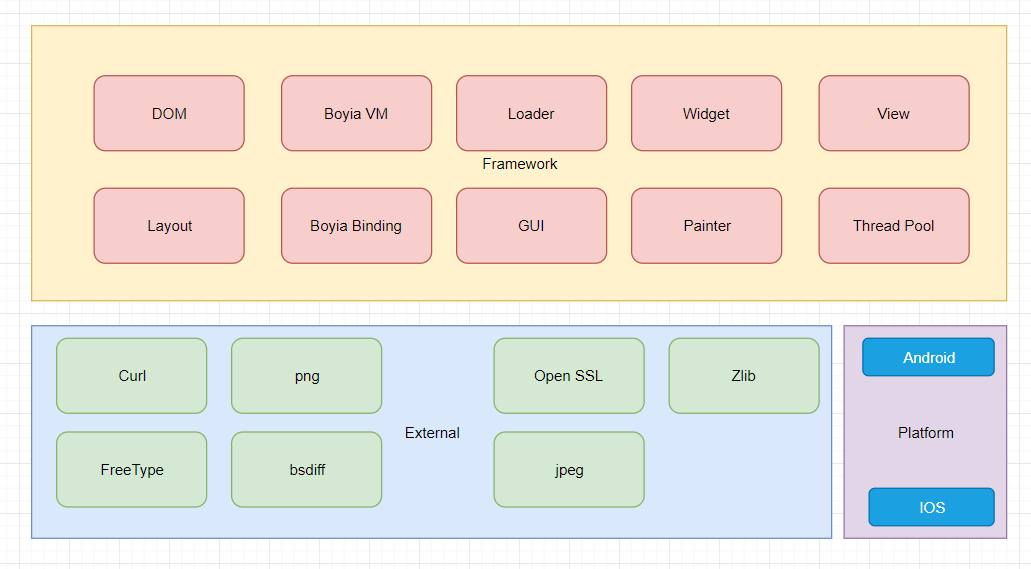 DOM
Boyia VM
Loader
Widget
View
Framework
Layout
Boyia Binding
GUI
Painter
Thread Pool
Curl
png
Open SSL
Zlib
Android
External
Platform
FreeType
bsdiff
jpeg
IOS